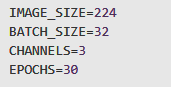 IMAGE_SIZE=224
BATCH_SIZE=32
CHANNELS=3
EPOCHS=30